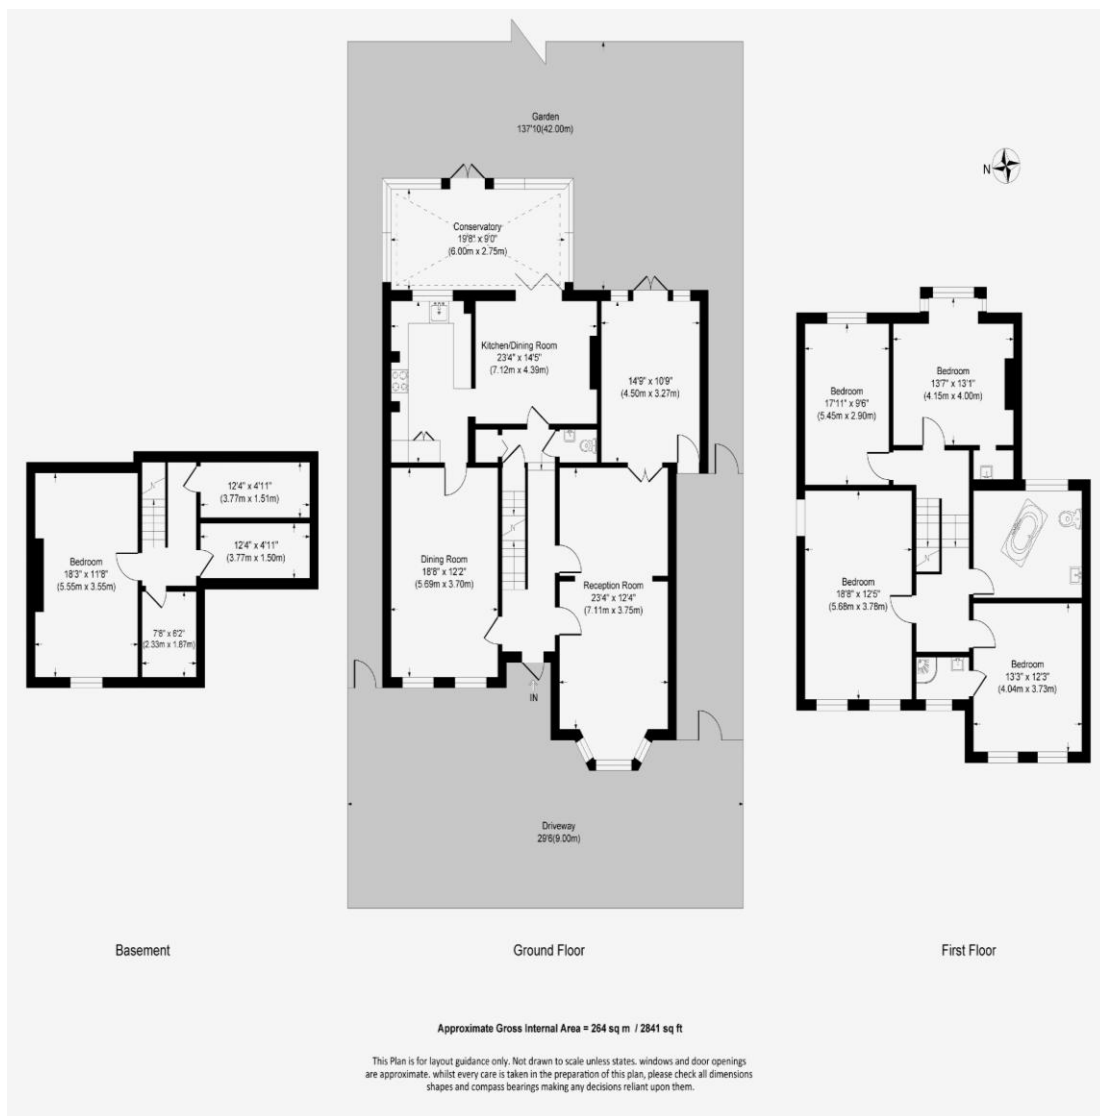 Garden
137'10(42.00m)
N
Conservatory
19'8" x 9'0"
(6.00m x 2.75m)
Kitchen/Dining Room
23'4" x 14'5"
(7.12m x 4.39m)
14'9" x 10'9"
(4.50m x 3.27m)
Dining Room
18'8" x 12'2"
(5.69m x 3.70m)
Reception Room
23'4" x 12'4"
(7.11m x 3.75m)
IN
Driveway
29'6(9.00m)
12'4" x 4'11"
(3.77m x 1.51m)
12'4" x 4'11"
(3.77m x 1.50m)
Bedroom
18'3" x 11'8"
(5.55m x 3.55m)
7'8" x 6'2"
(2.33m x 1.87m)
Bedroom
13'7" x 13'1"
(4.15m x 4.00m)
Bedroom
17'11" x 9'6"
(5.45m x 2.90m)
Bedroom
18'8" x 12'5"
(5.68m x 3.78m)
Bedroom
13'3" x 12'3"
(4.04m x 3.73m)
Basement
Ground Floor
First Floor
Approximate Gross Internal Area = 264 sq m / 2841 sq ft
This Plan is for layout guidance only. Not drawn to scale unless states. windows and door openings
are approximate. whilst every care is taken in the preparation of this plan, please check all dimensions
shapes and compass bearings making any decisions reliant upon them.